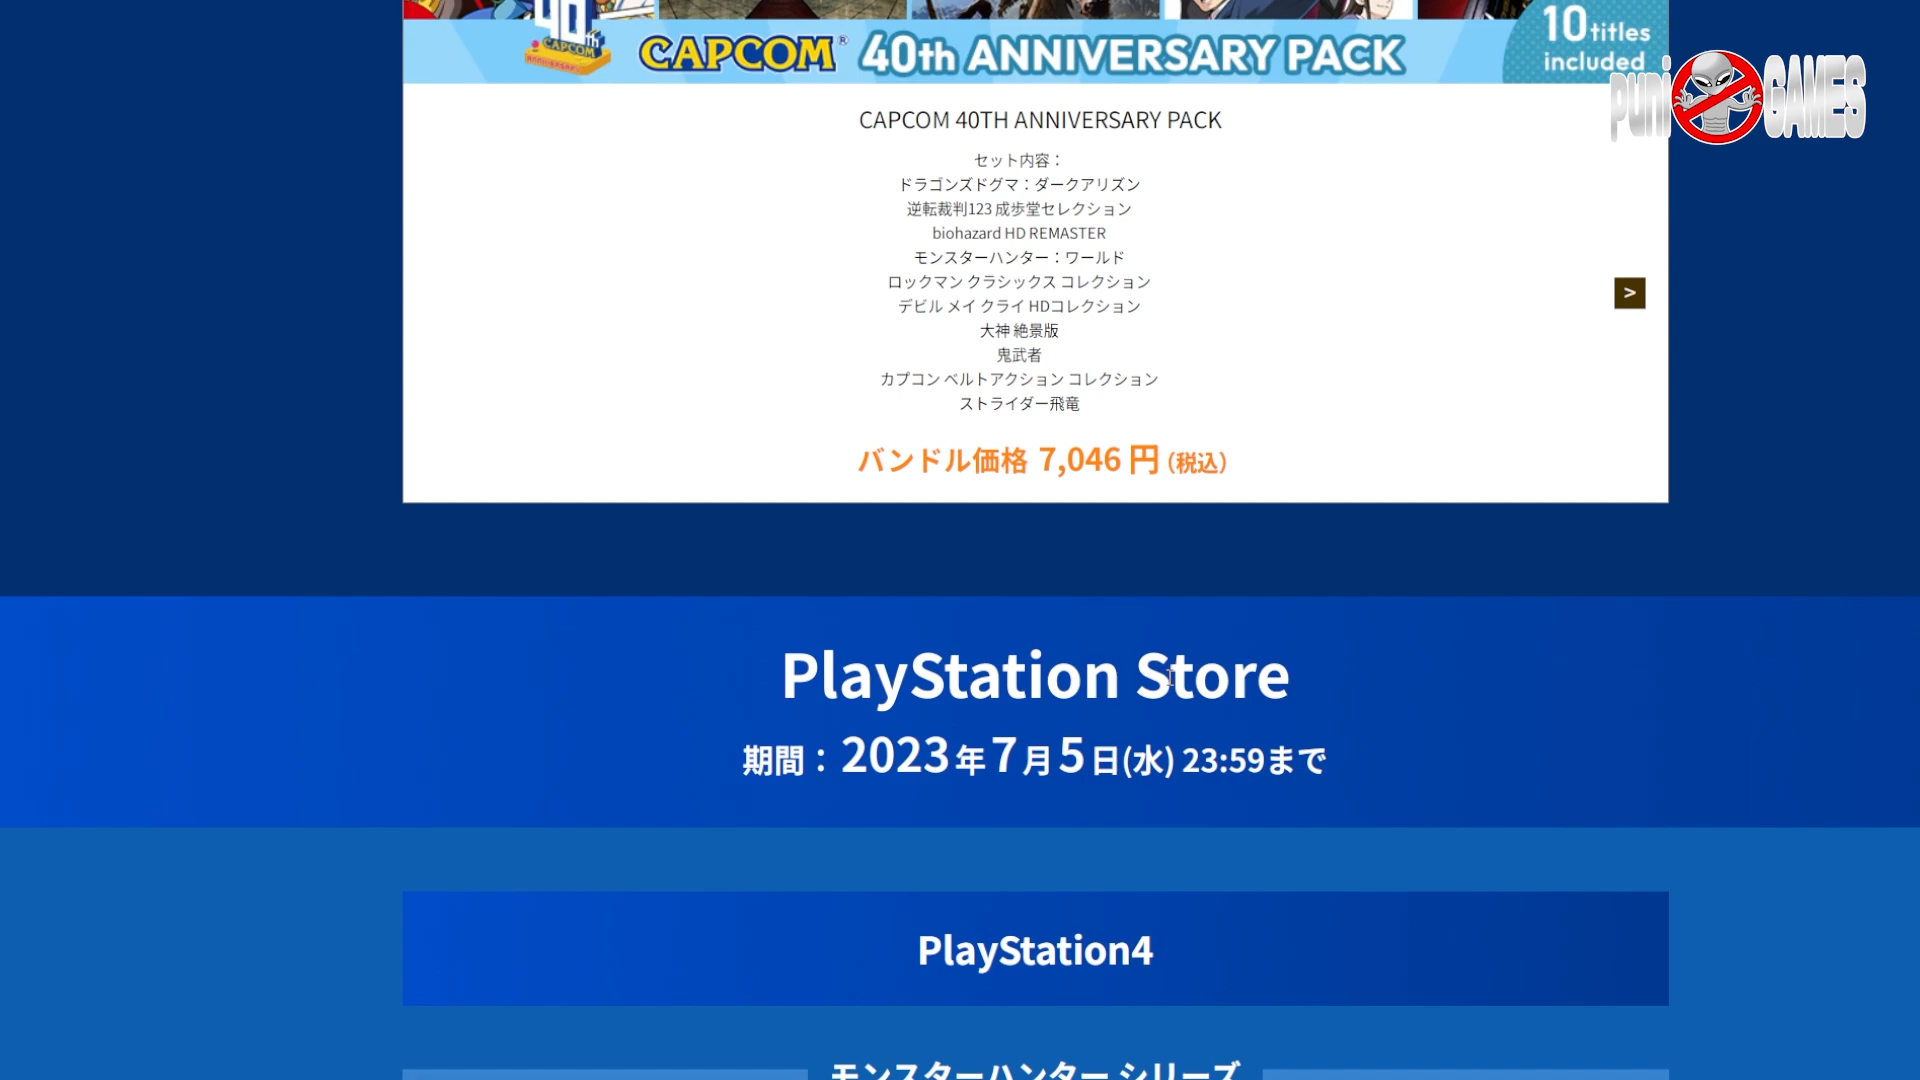 40th
CAPCOM
ANNIVERSARY
CAPCOM® 40th ANNIVERSARY PACK
10 titles
included
puni GAMES
CAPCOM 40TH ANNIVERSARY PACK
セット内容：
ドラゴンズドグマ：ダークアリズン
逆転裁判123 成歩堂セレクション
biohazard HD REMASTER
モンスターハンター：ワールド
ロックマン クラシックス コレクション
デビル メイ クライ HDコレクション
大神 絶景版
鬼武者
カプコン ベルトアクション コレクション
ストライダー飛竜
>
バンドル価格 7,046 円 (税込)
PlayStation Store
期間： 2023年7月5日(水) 23:59まで
PlayStation4
モンスターハンター シリーズ